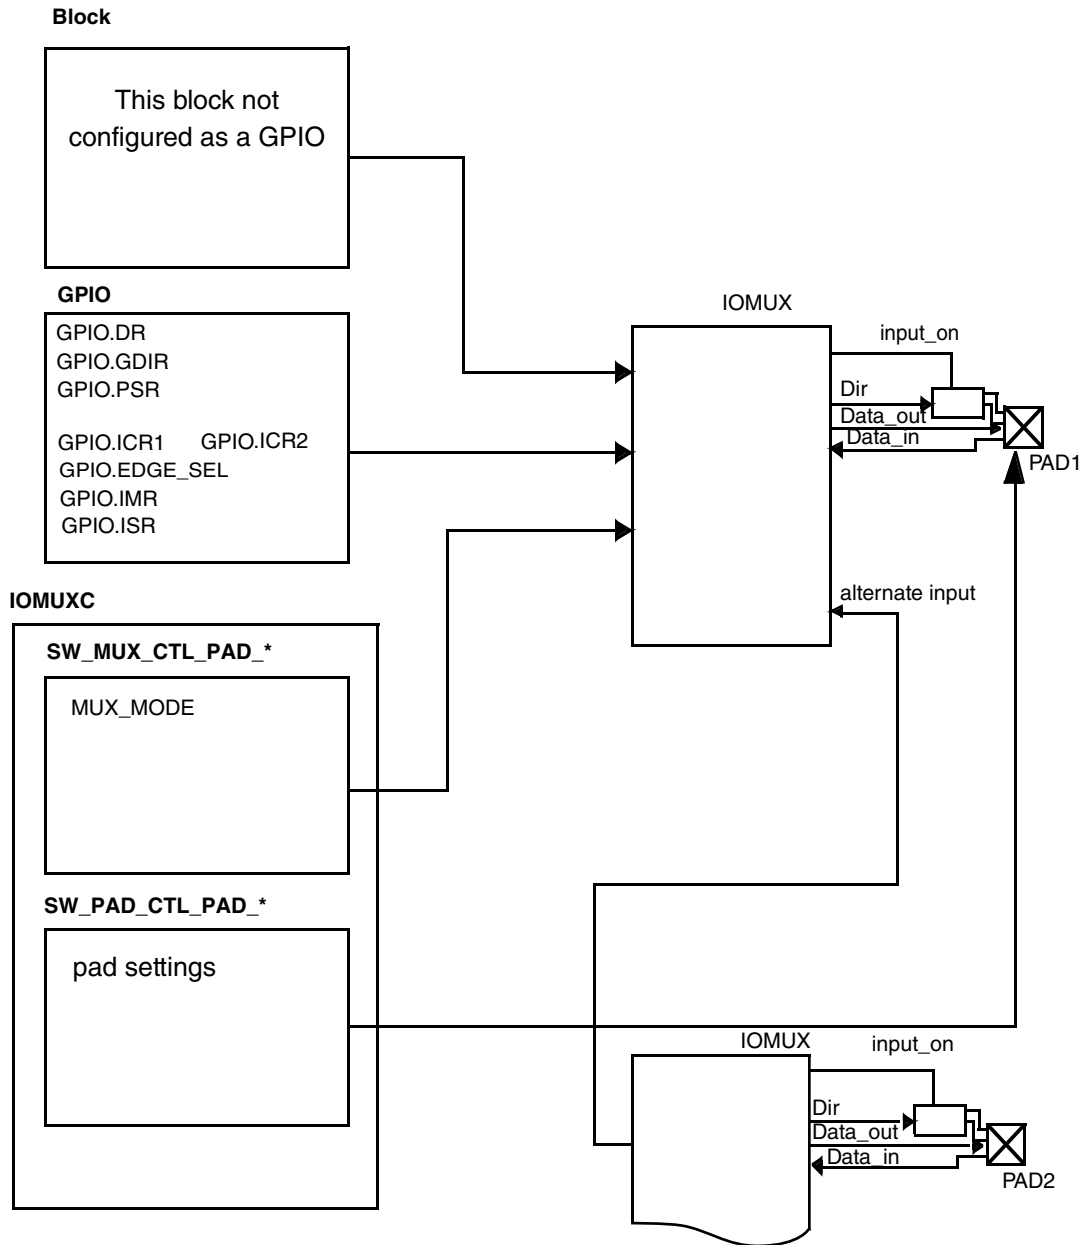 Block
This block not
configured as a GPIO
GPIO
GPIO.DR
GPIO.GDIR
GPIO.PSR
GPIO.ICR1 GPIO.ICR2
GPIO.EDGE_SEL
GPIO.IMR
GPIO.ISR
IOMUX
input_on
Dir
Data_out
Data_in
PAD1
alternate input
IOMUXC
SW_MUX_CTL_PAD_*
MUX_MODE
SW_PAD_CTL_PAD_*
pad settings
IOMUX
input_on
Dir
Data_out
Data_in
PAD2